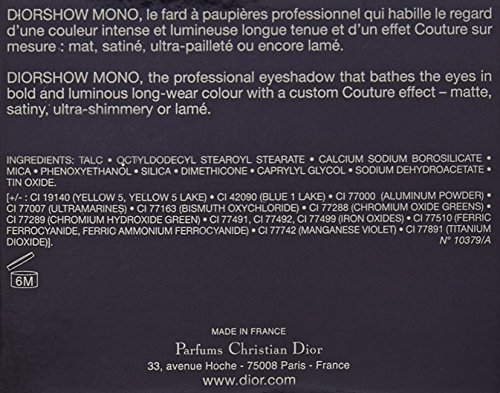 DIORSHOW MONO, le fard à paupières professionnel qui habille le regard
d'une couleur intense et lumineuse longue tenue et d'un effet Couture sur
mesure : mat, satiné, ultra-pailleté ou encore lamé.
DIORSHOW MONO, the professional eyeshadow that bathes the eyes in
bold and luminous long-wear colour with a custom Couture effect – matte,
satiny, ultra-shimmery or lamé.
INGREDIENTS: TALC • OCTYLDODECYL STEAROYL STEARATE • CALCIUM SODIUM BOROSILICATE •
MICA • PHENOXYETHANOL • SILICA • DIMETHICONE • CAPRYLYL GLYCOL • SODIUM DEHYDROACETATE •
TIN OXIDE.
[+/- : CI 19140 (YELLOW 5, YELLOW 5 LAKE) • CI 42090 (BLUE 1 LAKE) • CI 77000 (ALUMINUM POWDER) •
CI 77007 (ULTRAMARINES) • CI 77163 (BISMUTH OXYCHLORIDE) • CI 77288 (CHROMIUM OXIDE GREENS) •
CI 77289 (CHROMIUM HYDROXIDE GREEN) • CI 77491, CI 77492, CI 77499 (IRON OXIDES) • CI 77510 (FERRIC
FERROCYANIDE, FERRIC AMMONIUM FERROCYANIDE) • CI 77742 (MANGANESE VIOLET) • CI 77891 (TITANIUM
DIOXIDE)].
N° 10379/A
6M
MADE IN FRANCE
Parfums Christian Dior
33, avenue Hoche - 75008 Paris - France
www.dior.com